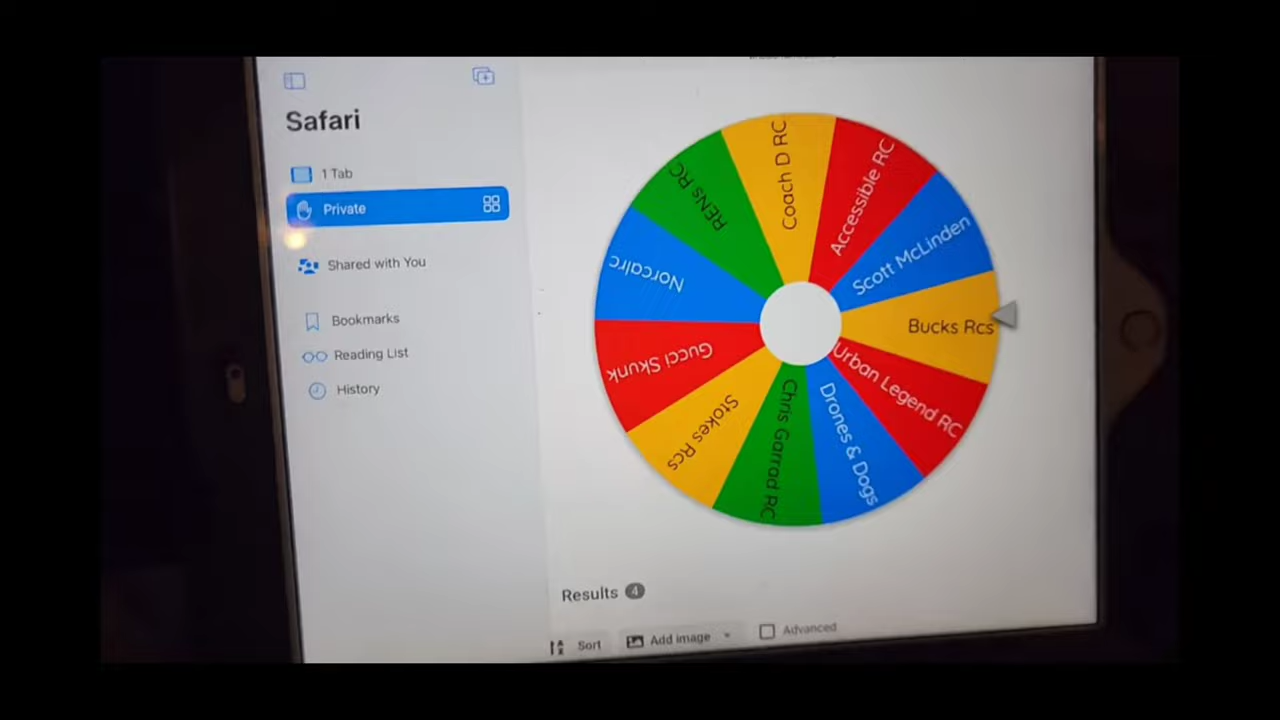 Safari
1 Tab
Private
Shared with You
Bookmarks
Reading List
History
Coach D RC
Accessible RC
Scott McLinden
Bucks Rcs
Urban Legend RC
Drones & Dogs
Chris Garrad RC
Stokes Rcs
Gucci Skunk
Norcalrc
RENs RC
Results 4
Sort
Add image
Advanced